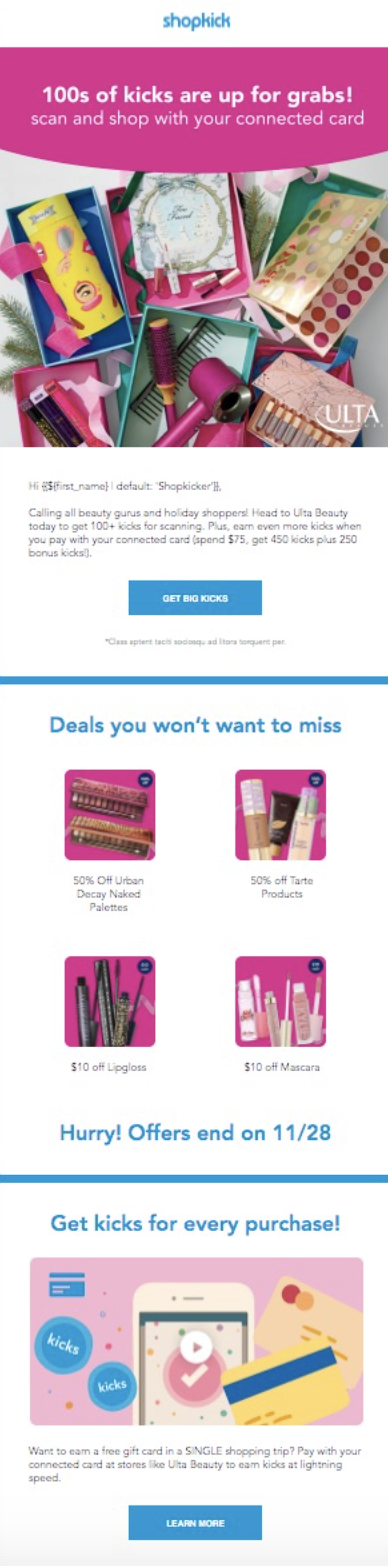 shopkick
100s of kicks are up for grabs!
scan and shop with your connected card
Too Faced
ULTA
BEAUTY
Hi {{${first_name} | default: 'Shopkicker'}},
Calling all beauty gurus and holiday shoppers! Head to Ulta Beauty
today to get 100+ kicks for scanning. Plus, earn even more kicks when
you pay with your connected card (spend $75, get 450 kicks plus 250
bonus kicks!).
GET BIG KICKS
*Class aptent taciti sociosqu ad litora torquent per.
Deals you won't want to miss
50% Off Urban
Decay Naked
Palettes
50% off Tarte
Products
$10 off Lipgloss
$10 off Mascara
Hurry! Offers end on 11/28
Get kicks for every purchase!
kicks
kicks
Want to earn a free gift card in a SINGLE shopping trip? Pay with your
connected card at stores like Ulta Beauty to earn kicks at lightning
speed.
LEARN MORE